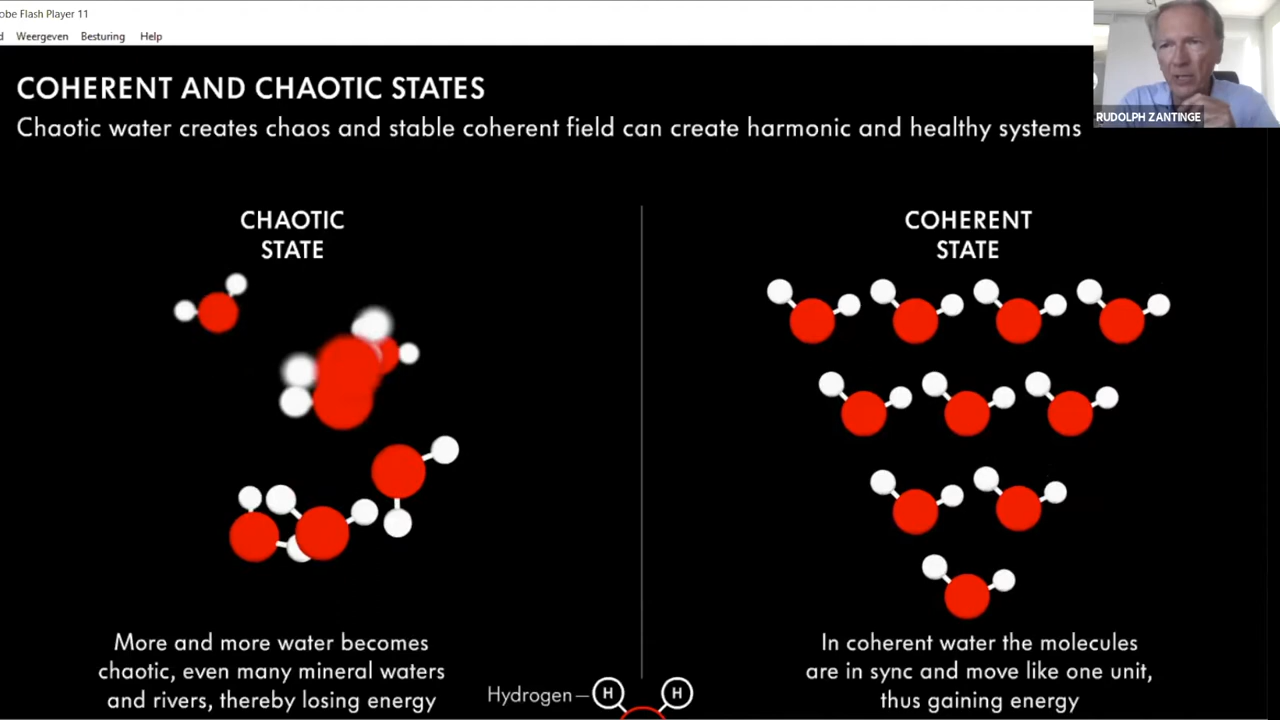 obe Flash Player 11
d Weergeven Besturing Help
COHERENT AND CHAOTIC STATES
Chaotic water creates chaos and stable coherent field can create harmonic and healthy systems
RUDOLPH ZANTINGE
CHAOTIC
STATE
COHERENT
STATE
More and more water becomes
chaotic, even many mineral waters
and rivers, thereby losing energy
In coherent water the molecules
are in sync and move like one unit,
thus gaining energy
Hydrogen
H
H